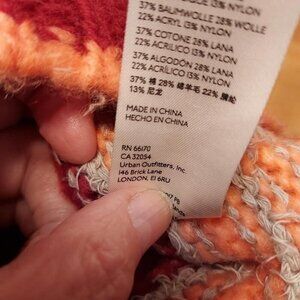 37% BAUMWOLLE 28% WOLLE
22% ACRYL 13% NYLON
37% COTONE 28% LANA
22% ACRILICO 13% NYLON
37% ALGODÓN 28% LANA
22% ACRÍLICO 13% NYLON
37% 棉 28% 绵羊毛 22% 腈纶
13% 尼龙
MADE IN CHINA
HECHO EN CHINA
RN 66170
CA 32054
Urban Outfitters, Inc.
146 Brick Lane
LONDON, E1 6RU